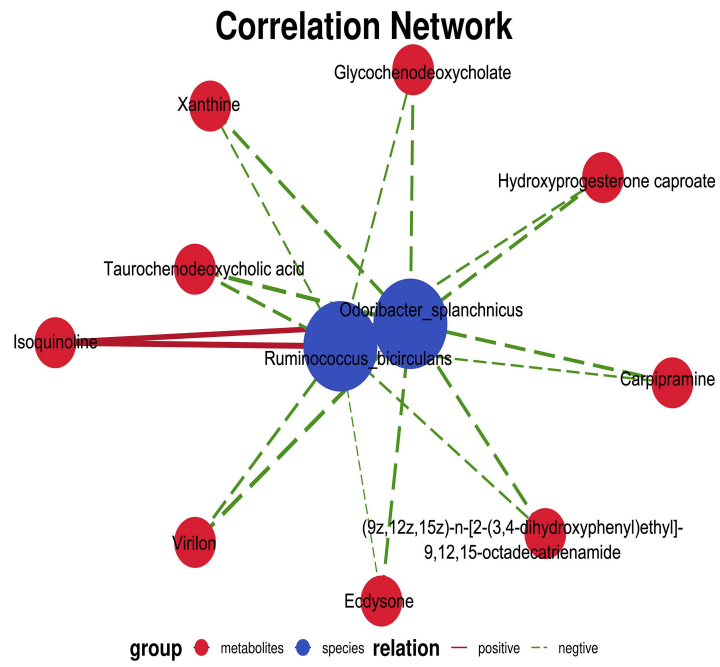 Correlation Network
Glycochenodeoxycholate
Xanthine
Hydroxyprogesterone caproate
Taurochenodeoxycholic acid
Odoribacter_splanchnicus
Isoquinoline
Ruminococcus_bicirculans
Carpipramine
(9z,12z,15z)-n-[2-(3,4-dihydroxyphenyl)ethyl]-
9,12,15-octadecatrienamide
Virilon
Ecdysone
group metabolites species relation positive negtive